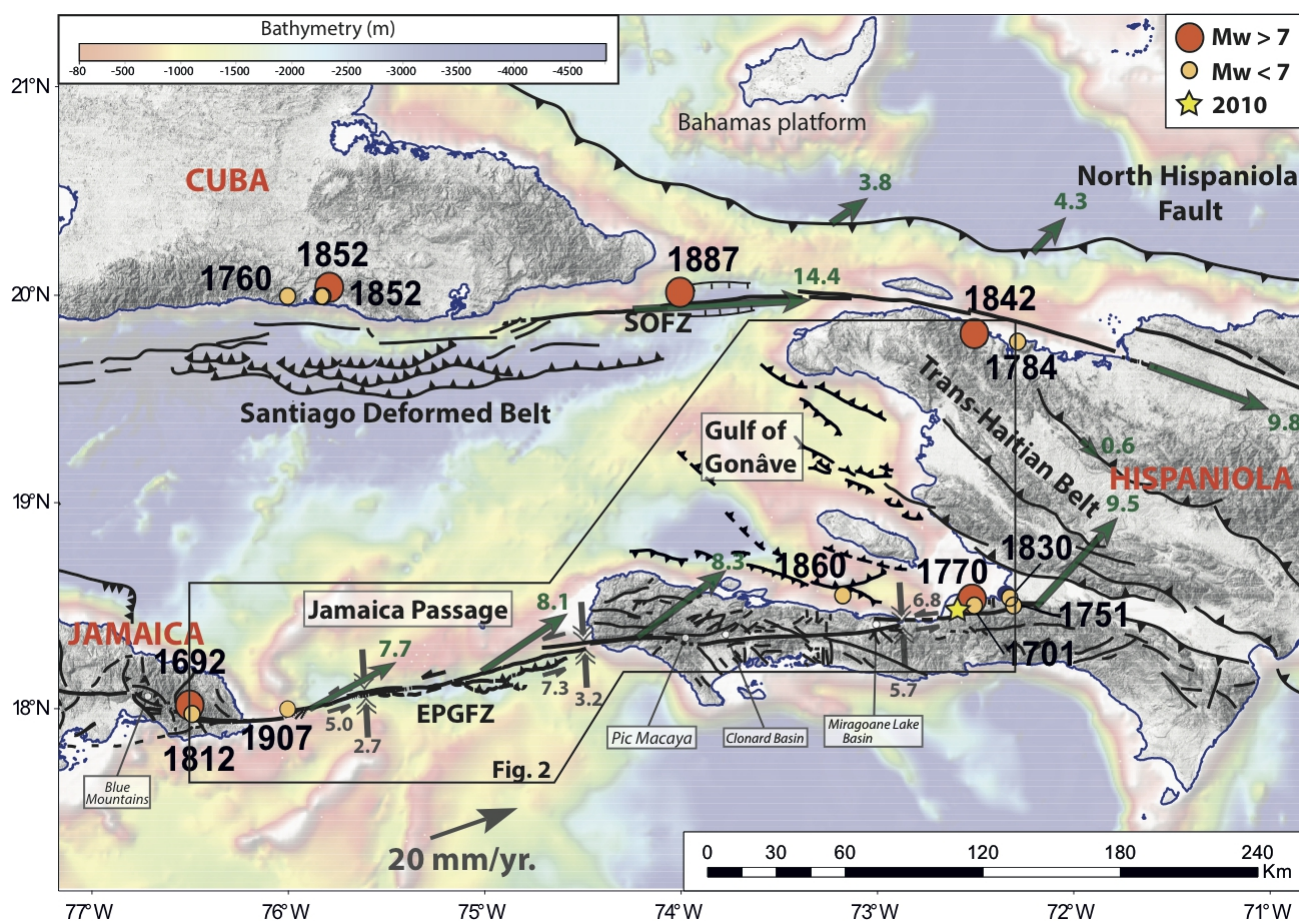 Bathymetry (m)
-80 -500 -1000 -1500 -2000 -2500 -3000 -3500 -4000 -4500
Mw > 7
Mw < 7
2010
21°N
20°N
19°N
18°N
Bahamas platform
CUBA
North Hispaniola
Fault
3.8
4.3
1852
1760
1852
1887
14.4
SOFZ
1842
1784
Santiago Deformed Belt
Trans-Haitian Belt
9.8
0.6
Gulf of
Gonâve
HISPANIOLA
9.5
1830
1860
1770
8.3
6.8
1751
1701
5.7
Jamaica Passage
8.1
7.7
JAMAICA
1692
1812
1907
5.0
2.7
EPGFZ
7.3
3.2
Pic Macaya
Clonard Basin
Miragoane Lake
Basin
Blue
Mountains
Fig. 2
20 mm/yr.
0 30 60 120 180 240
Km
77°W 76°W 75°W 74°W 73°W 72°W 71°W